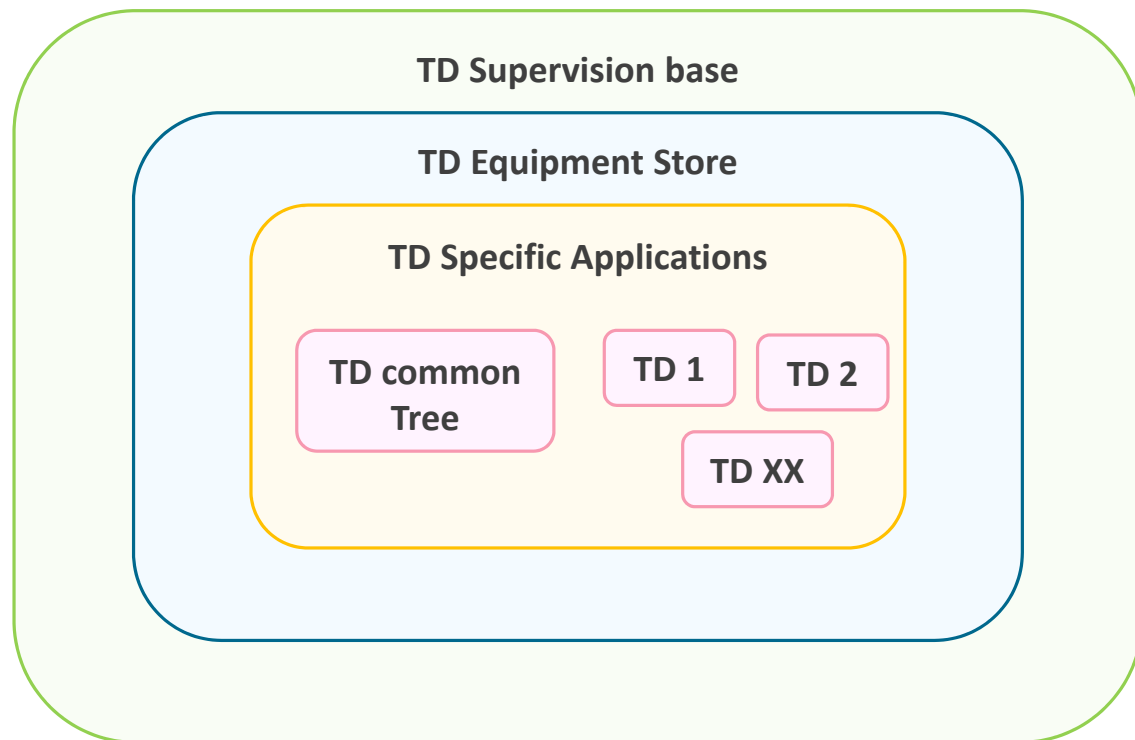 TD Supervision base
TD Equipment Store
TD Specific Applications
TD common
Tree
TD 1
TD 2
TD XX